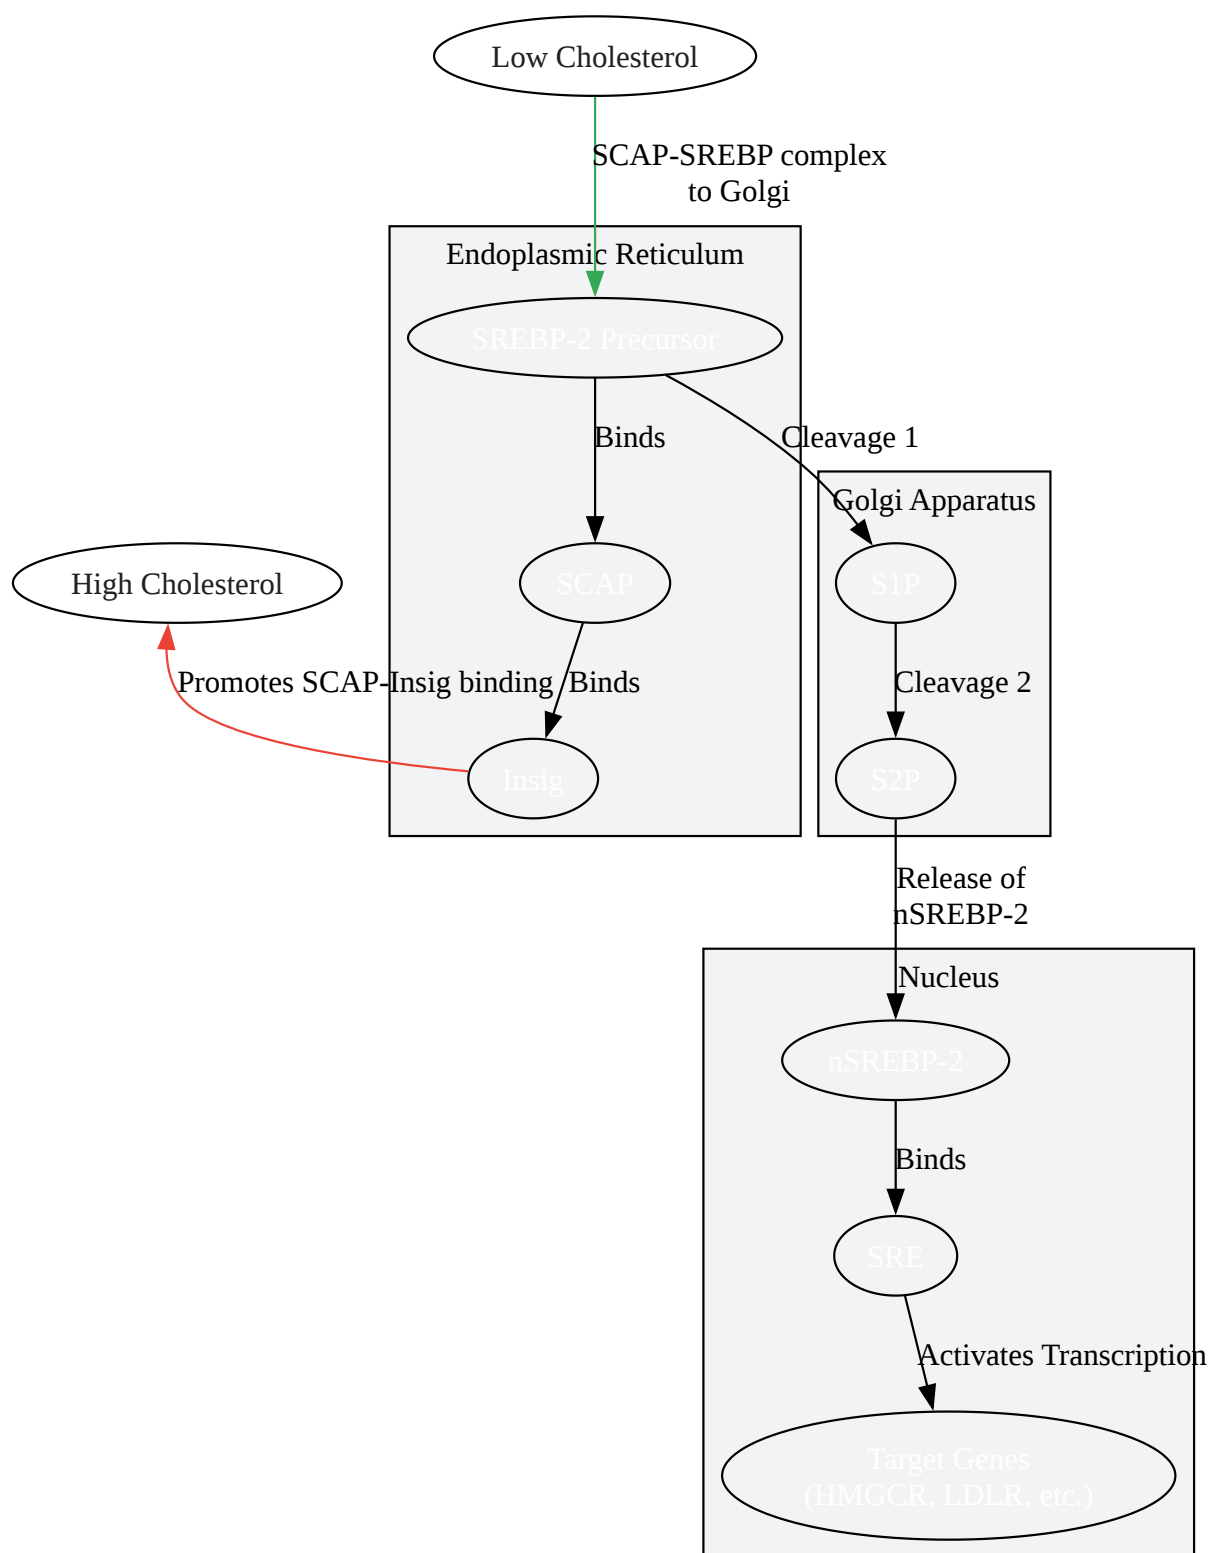 Low Cholesterol
SCAP-SREBP complex
to Golgi
Endoplasmic Reticulum
SREBP-2 Precursor
Binds
Cleavage 1
Golgi Apparatus
High Cholesterol
SCAP
S1P
Promotes SCAP-Insig binding
Binds
Cleavage 2
Insig
S2P
Release of
nSREBP-2
Nucleus
nSREBP-2
Binds
SRE
Activates Transcription
Target Genes
(HMGCR, LDLR, etc.)